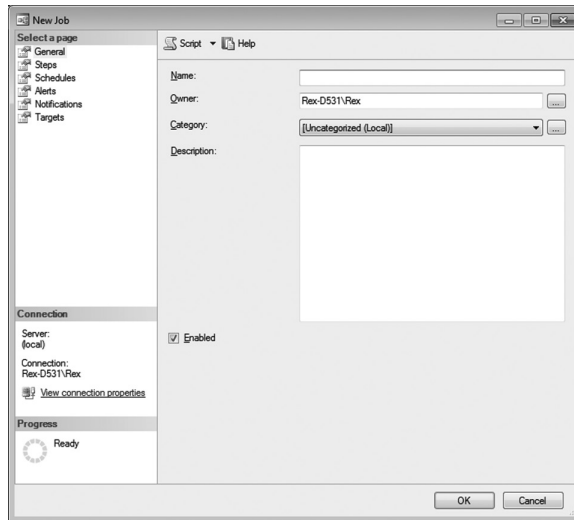 New Job
Select a page
General
Steps
Schedules
Alerts
Notifications
Targets
Script Help
Name:
Owner: Rex-D531\Rex ...
Category: [Uncategorized (Local)] ...
Description:
Enabled
Connection
Server:
(local)
Connection:
Rex-D531\Rex
View connection properties
Progress
Ready
OK Cancel